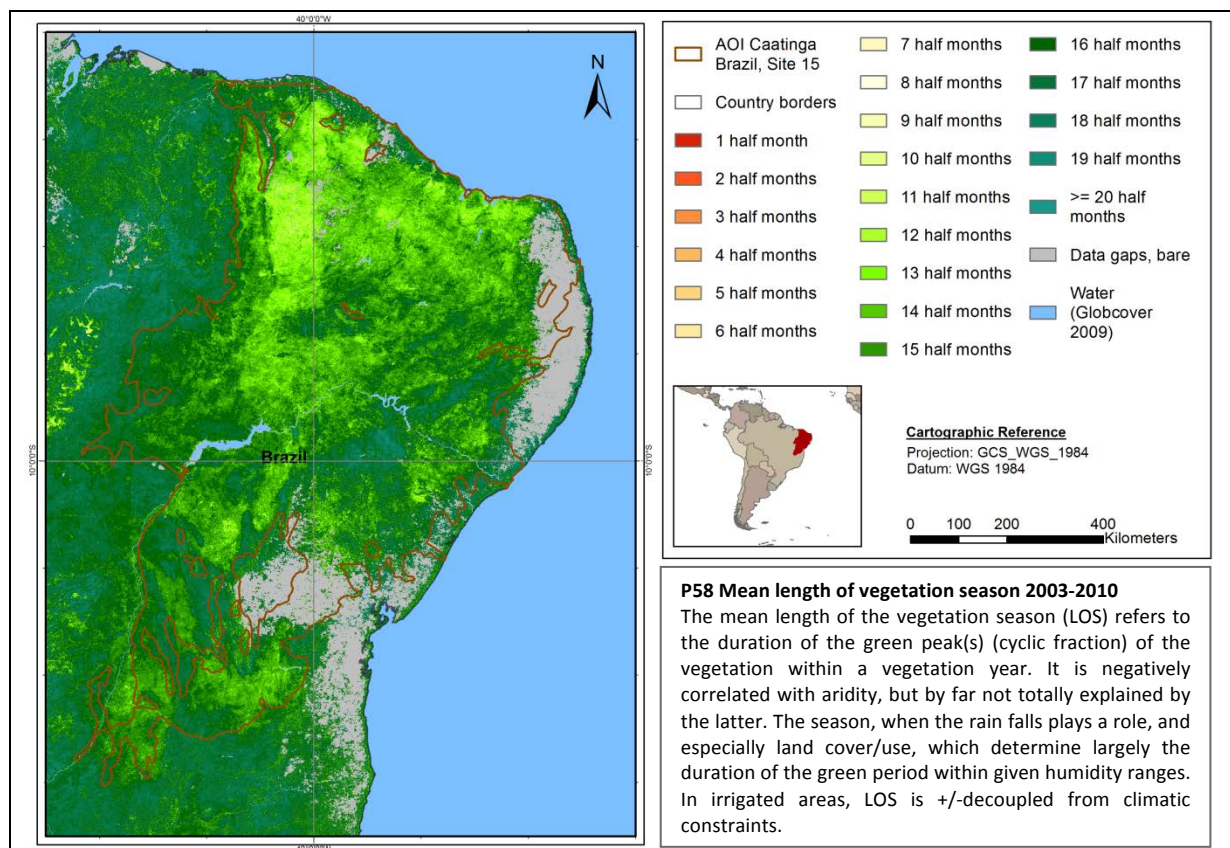 40°0'0"W
N
10°0'0"S
Brazil
10°0'0"S
AOI Caatinga
Brazil, Site 15
Country borders
1 half month
2 half months
3 half months
4 half months
5 half months
6 half months
7 half months
8 half months
9 half months
10 half months
11 half months
12 half months
13 half months
14 half months
15 half months
16 half months
17 half months
18 half months
19 half months
>= 20 half
months
Data gaps, bare
Water
(Globcover
2009)
Cartographic Reference
Projection: GCS_WGS_1984
Datum: WGS 1984
0 100 200 400
Kilometers
P58 Mean length of vegetation season 2003-2010
The mean length of the vegetation season (LOS) refers to
the duration of the green peak(s) (cyclic fraction) of the
vegetation within a vegetation year. It is negatively
correlated with aridity, but by far not totally explained by
the latter. The season, when the rain falls plays a role, and
especially land cover/use, which determine largely the
duration of the green period within given humidity ranges.
In irrigated areas, LOS is +/-decoupled from climatic
constraints.